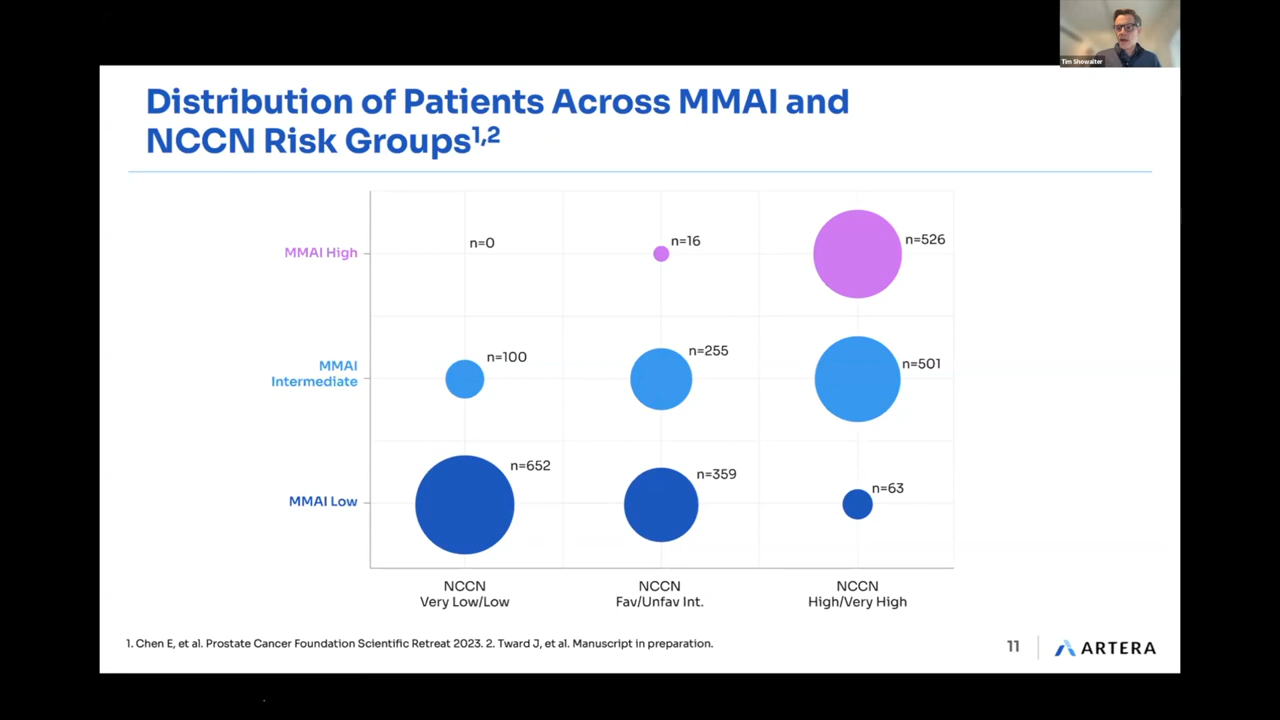 Tim Showalter
Distribution of Patients Across MMAI and
NCCN Risk Groups1,2
MMAI High
n=0
n=16
n=526
MMAI
Intermediate
n=100
n=255
n=501
MMAI Low
n=652
n=359
n=63
NCCN
Very Low/Low
NCCN
Fav/Unfav Int.
NCCN
High/Very High
1. Chen E, et al. Prostate Cancer Foundation Scientific Retreat 2023. 2. Tward J, et al. Manuscript in preparation.
11
ARTERA